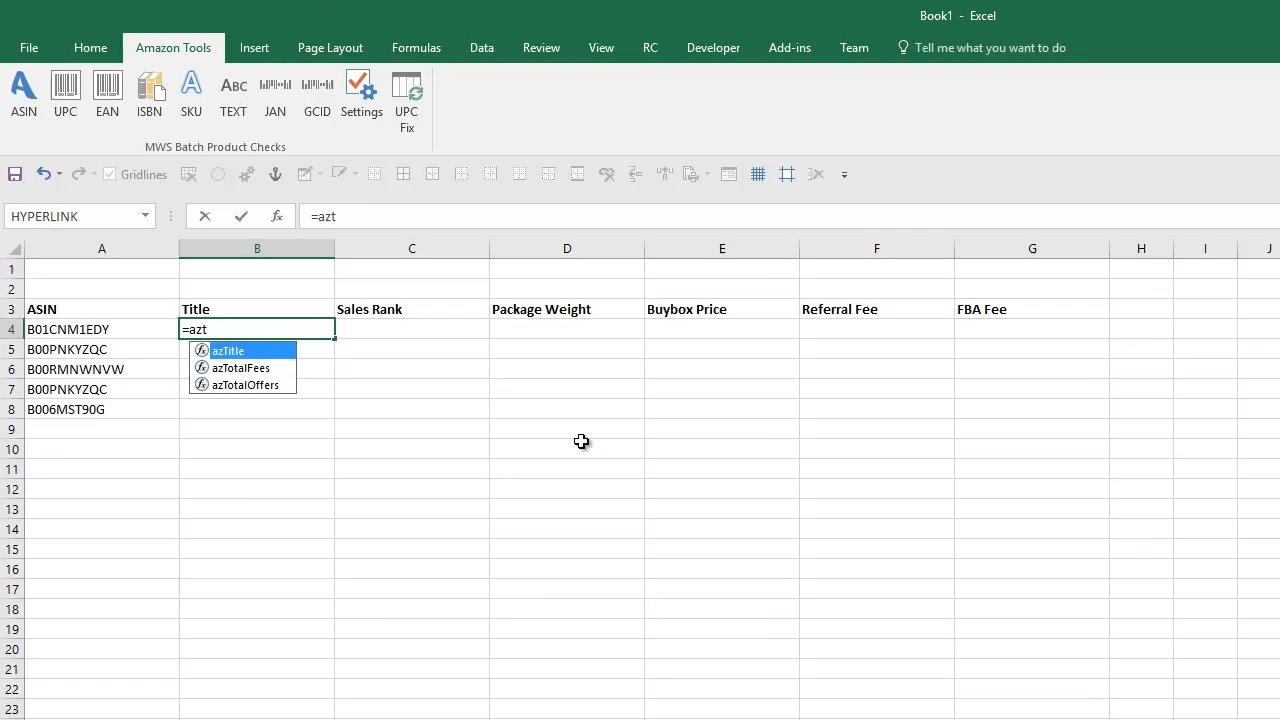 Book1 - Excel
File Home Amazon Tools Insert Page Layout Formulas Data Review View RC Developer Add-ins Team Tell me what you want to do
ASIN UPC EAN ISBN SKU ABC TEXT JAN GCID Settings UPC Fix
MWS Batch Product Checks
Gridlines
HYPERLINK fx =azt
A B C D E F G H I J
1
2
3 ASIN Title Sales Rank Package Weight Buybox Price Referral Fee FBA Fee
4 B01CNM1EDY =azt
5 B00PNKYZQC azTitle
6 B00RMNWNVW azTotalFees
7 B00PNKYZQC azTotalOffers
8 B006MST90G
9
10
11
12
13
14
15
16
17
18
19
20
21
22
23